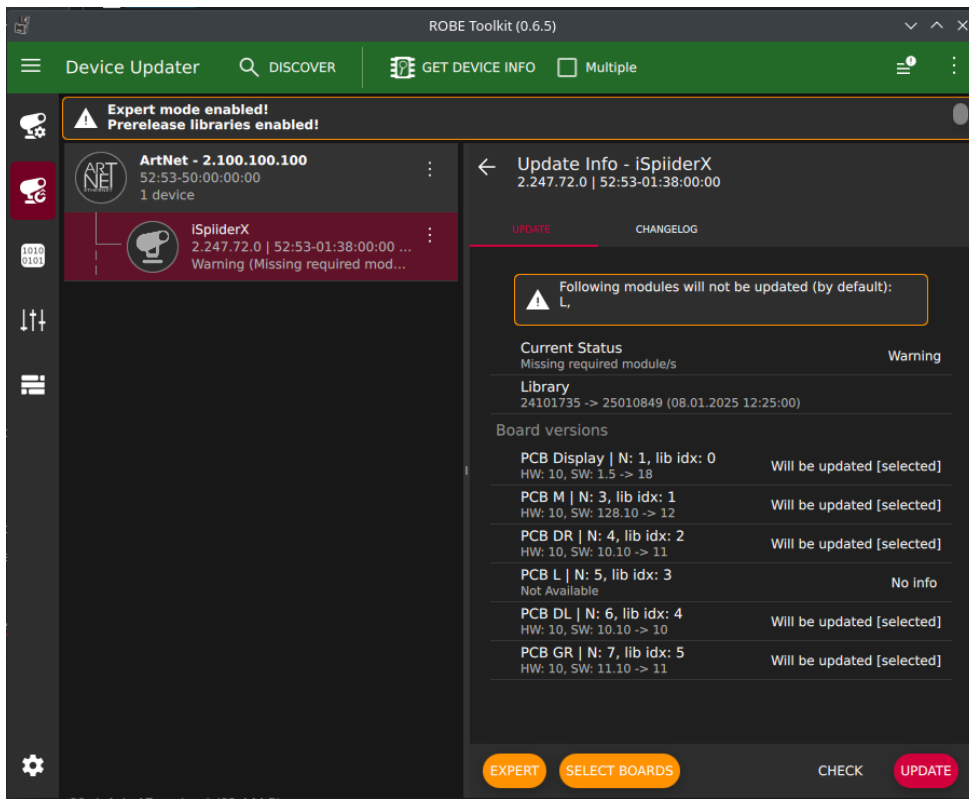 ROBE Toolkit (0.6.5)
Device Updater
DISCOVER
GET DEVICE INFO
Multiple
Expert mode enabled!
Prerelease libraries enabled!
1010
0101
ART
NET
ETHERNET
ArtNet - 2.100.100.100
52:53-50:00:00:00
1 device
iSpiiderX
2.247.72.0 | 52:53-01:38:00:00 ...
Warning (Missing required mod...
Update Info - iSpiiderX
2.247.72.0 | 52:53-01:38:00:00
UPDATE
CHANGELOG
Following modules will not be updated (by default):
L,
Current Status
Missing required module/s
Warning
Library
24101735 -> 25010849 (08.01.2025 12:25:00)
Board versions
PCB Display | N: 1, lib idx: 0
HW: 10, SW: 1.5 -> 18
Will be updated [selected]
PCB M | N: 3, lib idx: 1
HW: 10, SW: 128.10 -> 12
Will be updated [selected]
PCB DR | N: 4, lib idx: 2
HW: 10, SW: 10.10 -> 11
Will be updated [selected]
PCB L | N: 5, lib idx: 3
Not Available
No info
PCB DL | N: 6, lib idx: 4
HW: 10, SW: 10.10 -> 10
Will be updated [selected]
PCB GR | N: 7, lib idx: 5
HW: 10, SW: 11.10 -> 11
Will be updated [selected]
EXPERT
SELECT BOARDS
CHECK
UPDATE